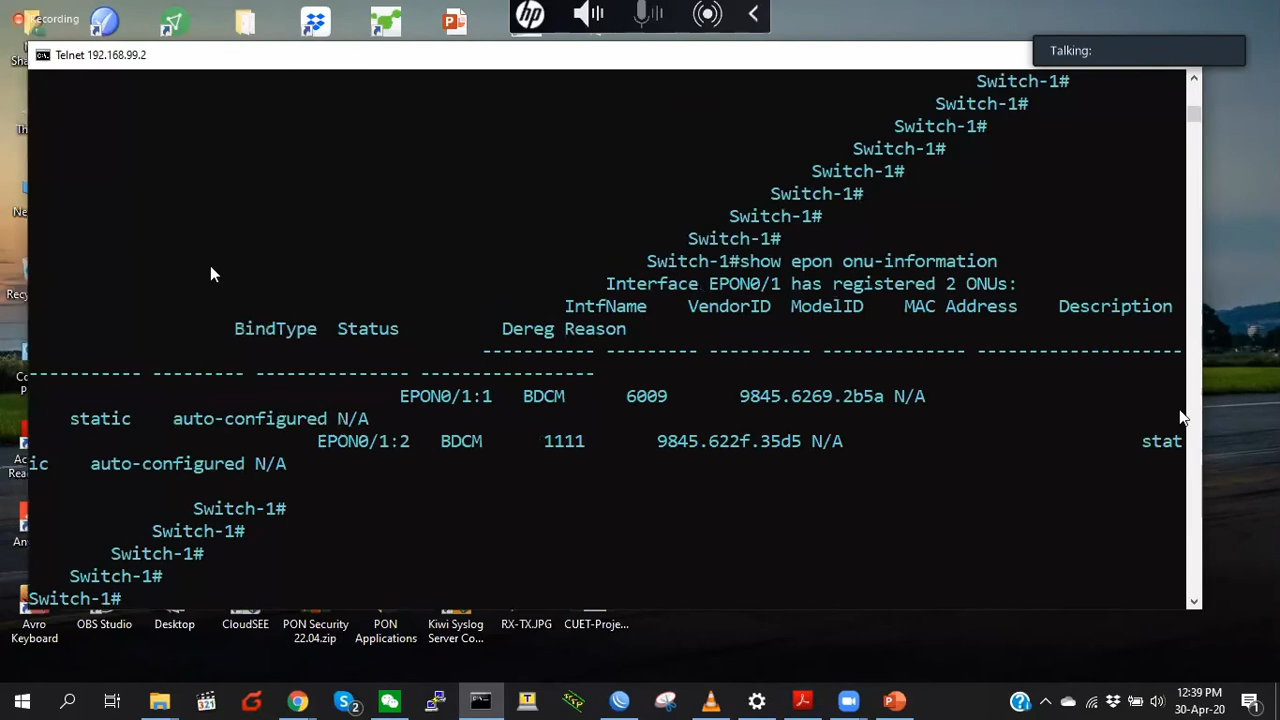 Recording
Telnet 192.168.99.2
Talking:
Switch-1#
Switch-1#
Switch-1#
Switch-1#
Switch-1#
Switch-1#
Switch-1#
Switch-1#
Switch-1#show epon onu-information
Interface EPON0/1 has registered 2 ONUs:
IntfName VendorID ModelID MAC Address Description
BindType Status Dereg Reason
----------- --------- ---------- -------------- --------------------
----------- --------- --------------- -----------------
EPON0/1:1 BDCM 6009 9845.6269.2b5a N/A
static auto-configured N/A
EPON0/1:2 BDCM 1111 9845.622f.35d5 N/A stat
ic auto-configured N/A
Switch-1#
Switch-1#
Switch-1#
Switch-1#
Switch-1#
Avro Keyboard
OBS Studio
Desktop
CloudSEE
PON Security 22.04.zip
PON Applications
Kiwi Syslog Server Co...
RX-TX.JPG
CUET-Proje...
12:39 PM
30-Apr-20